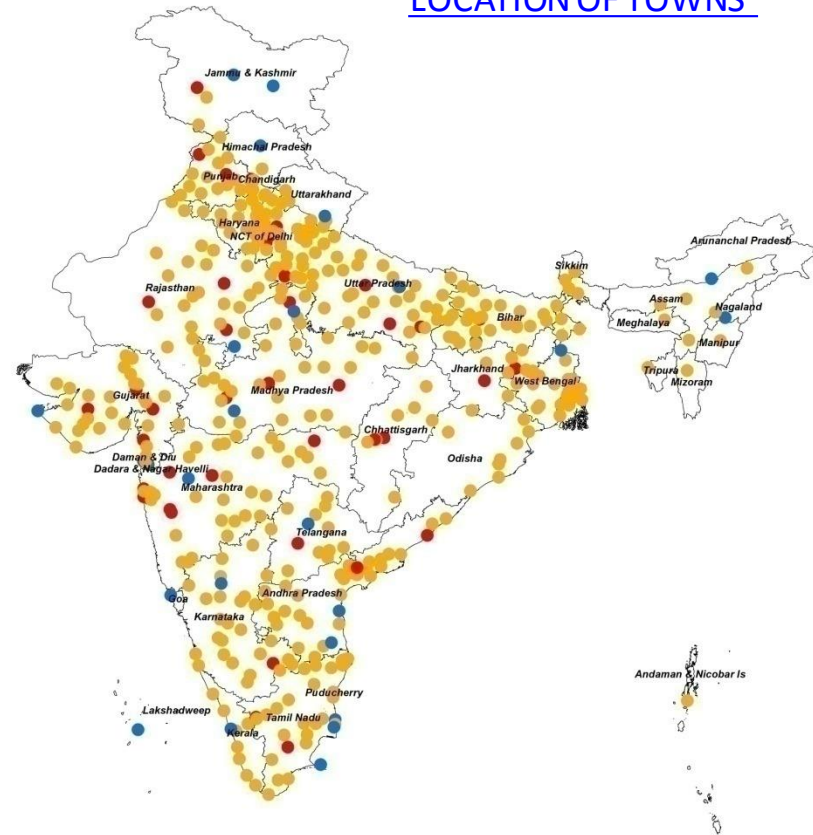 LOCATION OF TOWNS
Jammu & Kashmir
Himachal Pradesh
Punjab
Chandigarh
Uttarakhand
Haryana
NCT of Delhi
Arunanchal Pradesh
Sikkim
Rajasthan
Uttar Pradesh
Assam
Nagaland
Bihar
Meghalaya
Manipur
Jharkhand
Tripura
West Bengal
Mizoram
Gujarat
Madhya Pradesh
Chhattisgarh
Daman & Diu
Odisha
Dadara & Nagar Havelli
Maharashtra
Telangana
Goa
Andhra Pradesh
Karnataka
Andaman & Nicobar Is
Puducherry
Lakshadweep
Tamil Nadu
Kerala